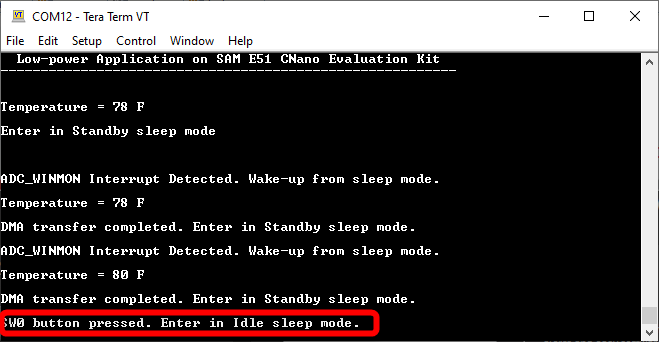 COM12 - Tera Term VT
File Edit Setup Control Window Help
Low-power Application on SAM E51 CNano Evaluation Kit
---------------------------------------------------------
Temperature = 78 F
Enter in Standby sleep mode
ADC_WINMON Interrupt Detected. Wake-up from sleep mode.
Temperature = 78 F
DMA transfer completed. Enter in Standby sleep mode.
ADC_WINMON Interrupt Detected. Wake-up from sleep mode.
Temperature = 80 F
DMA transfer completed. Enter in Standby sleep mode.
SW0 button pressed. Enter in Idle sleep mode.